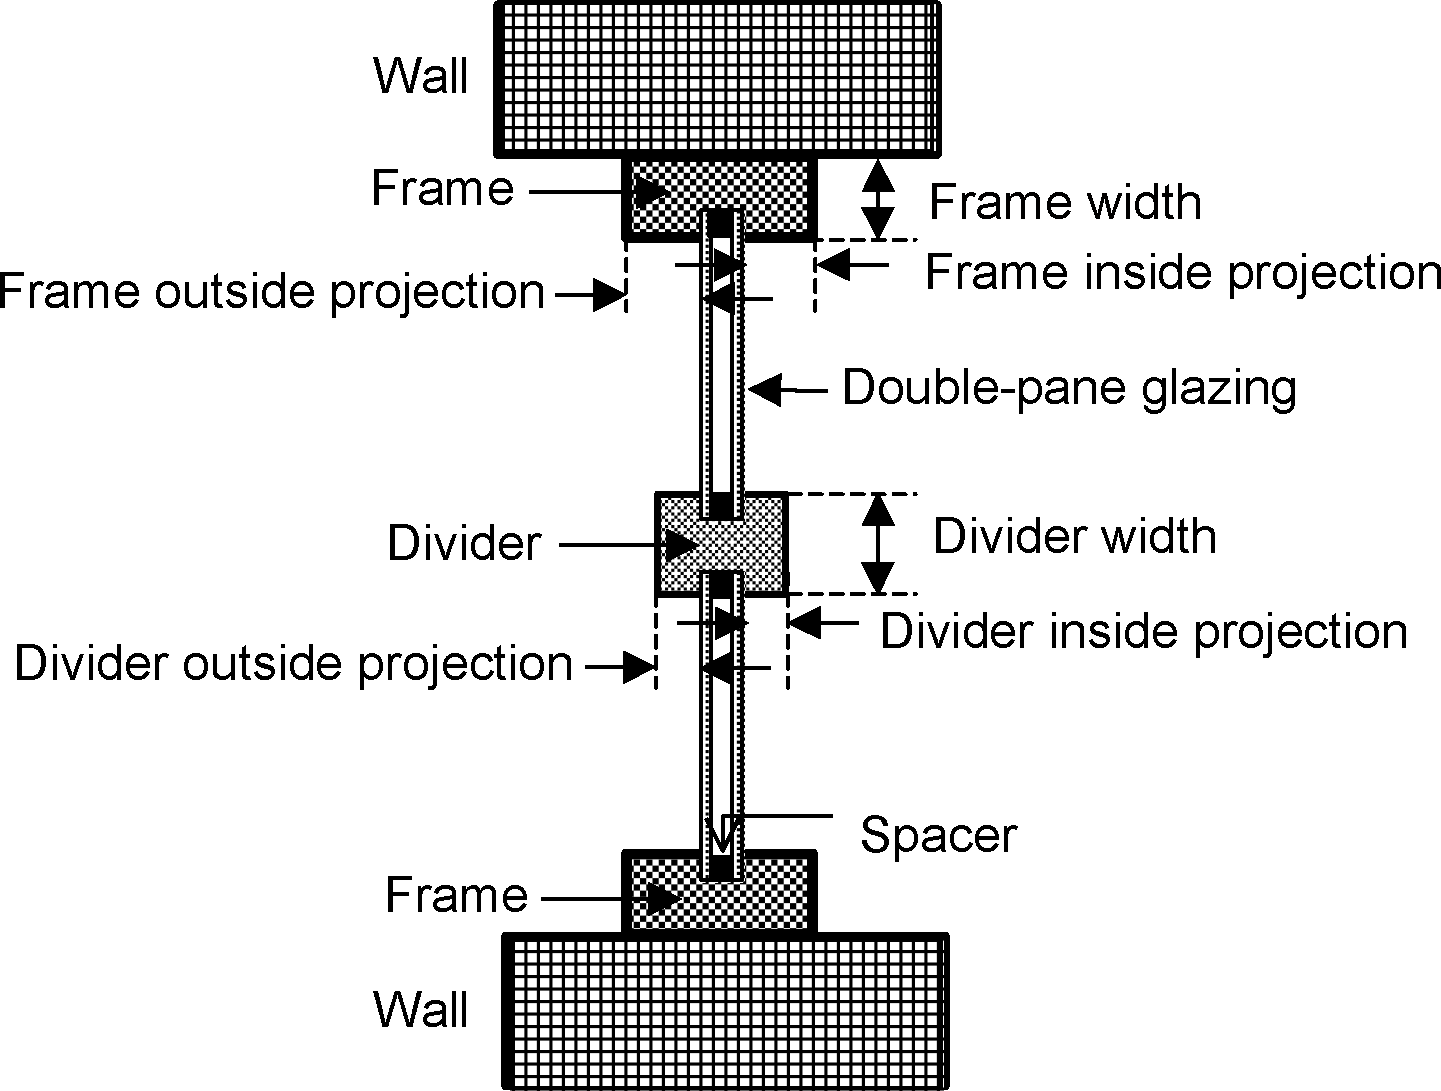 Wall
Frame
Frame width
Frame inside projection
Frame outside projection
Double-pane glazing
Divider
Divider width
Divider inside projection
Divider outside projection
Spacer
Frame
Wall